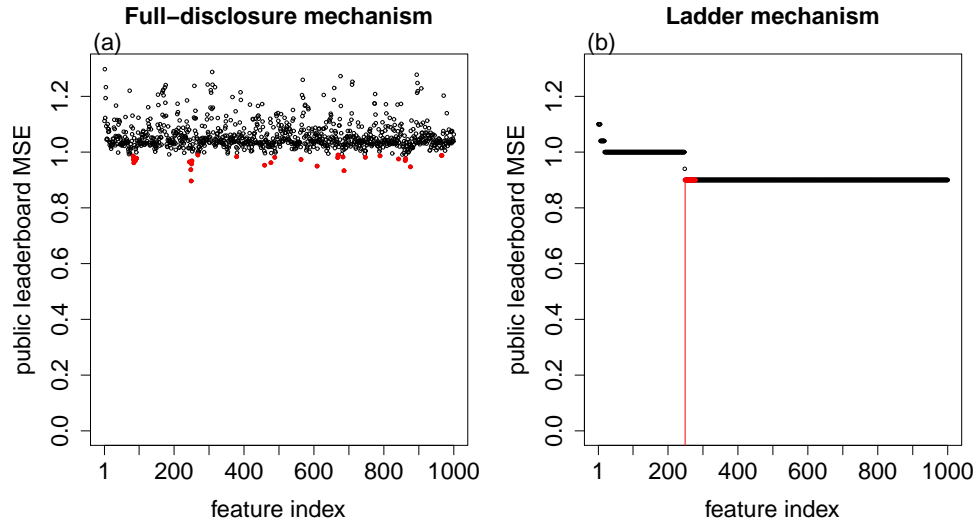 Full−disclosure mechanism
(a)
public leaderboard MSE
0.0 0.2 0.4 0.6 0.8 1.0 1.2
1 200 400 600 800 1000
feature index
Ladder mechanism
(b)
public leaderboard MSE
0.0 0.2 0.4 0.6 0.8 1.0 1.2
1 200 400 600 800 1000
feature index